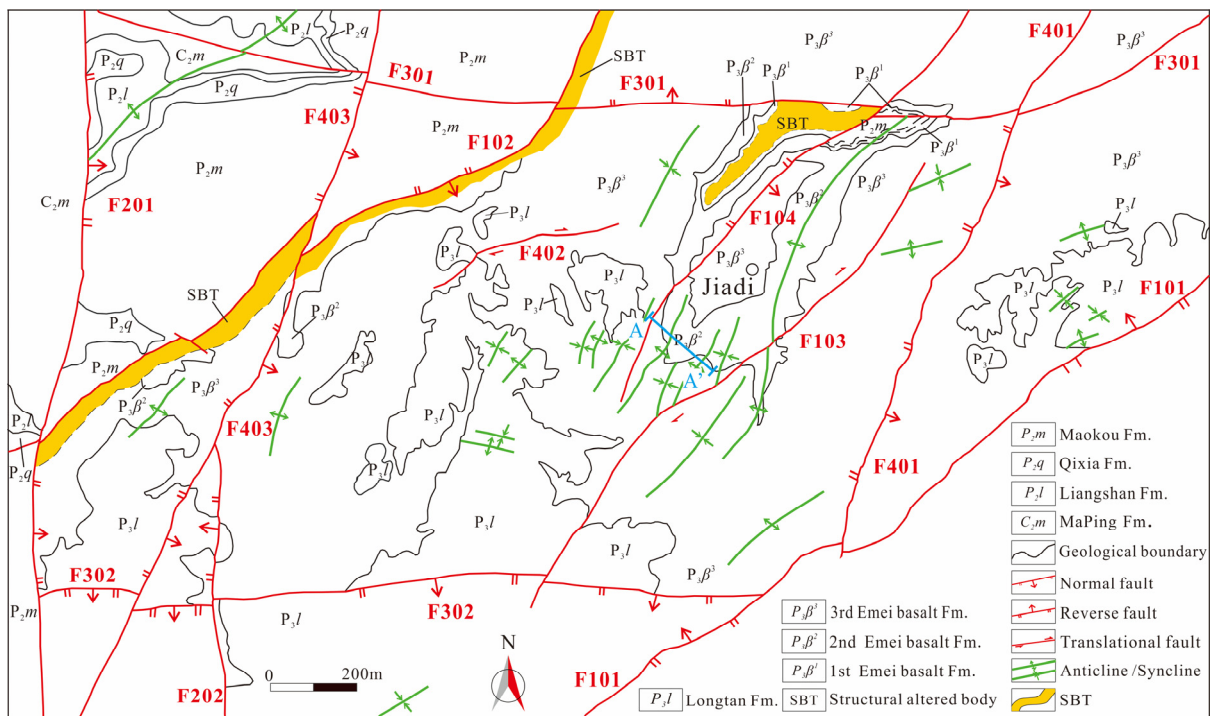 P₂l
P₂q
C₂m
P₂q
P₂l
P₂q
P₂m
SBT
P₃β³
F401
P₃β³
F301
F301
F403
P₂m
F102
F301
P₃β²
P₃β¹
P₃β¹
SBT
P₂m
P₃β¹
P₃β³
P₂m
C₂m
F201
P₃β³
P₃β²
P₃β³
P₃l
F104
P₃l
F402
P₃β³
P₃l
F101
SBT
P₃β²
P₃l
P₃l
Jiadi
P₃l
P₃l
P₂q
P₂m
P₃β²
P₃β³
P₃l
A
P₃β²
A'
F103
P₃l
P₂l
P₂q
F403
P₃l
P₃l
F401
P₃l
P₃l
P₃l
F302
P₂m
P₃l
F302
P₃β³
F202
0 200m
N
F101
P₂m Maokou Fm.
P₂q Qixia Fm.
P₂l Liangshan Fm.
C₂m MaPing Fm.
Geological boundary
Normal fault
Reverse fault
Translational fault
Anticline /Syncline
SBT
P₃β³ 3rd Emei basalt Fm.
P₃β² 2nd Emei basalt Fm.
P₃β¹ 1st Emei basalt Fm.
P₃l Longtan Fm.
SBT Structural altered body